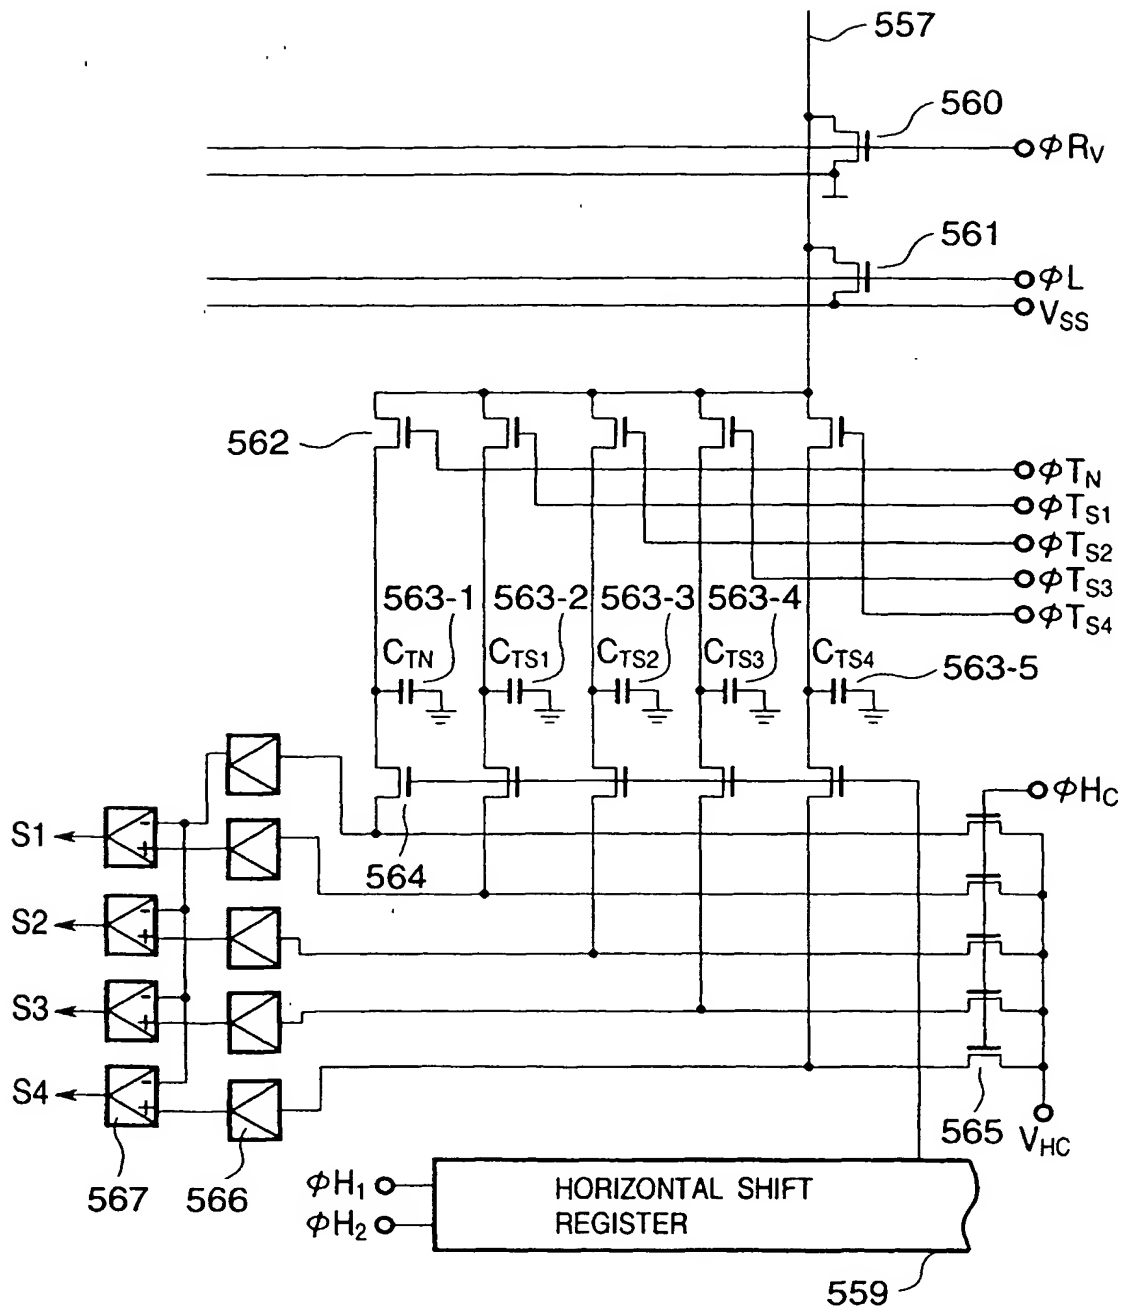 557
560
ϕRV
561
ϕL
VSS
562
ϕTN
ϕTS1
ϕTS2
ϕTS3
ϕTS4
563-1 563-2 563-3 563-4
CTN CTS1 CTS2 CTS3 CTS4
563-5
ϕHC
S1 - +
564
S2 - +
S3 - +
S4 - +
565
VHC
567 566
ϕH1
ϕH2
HORIZONTAL SHIFT
REGISTER
559